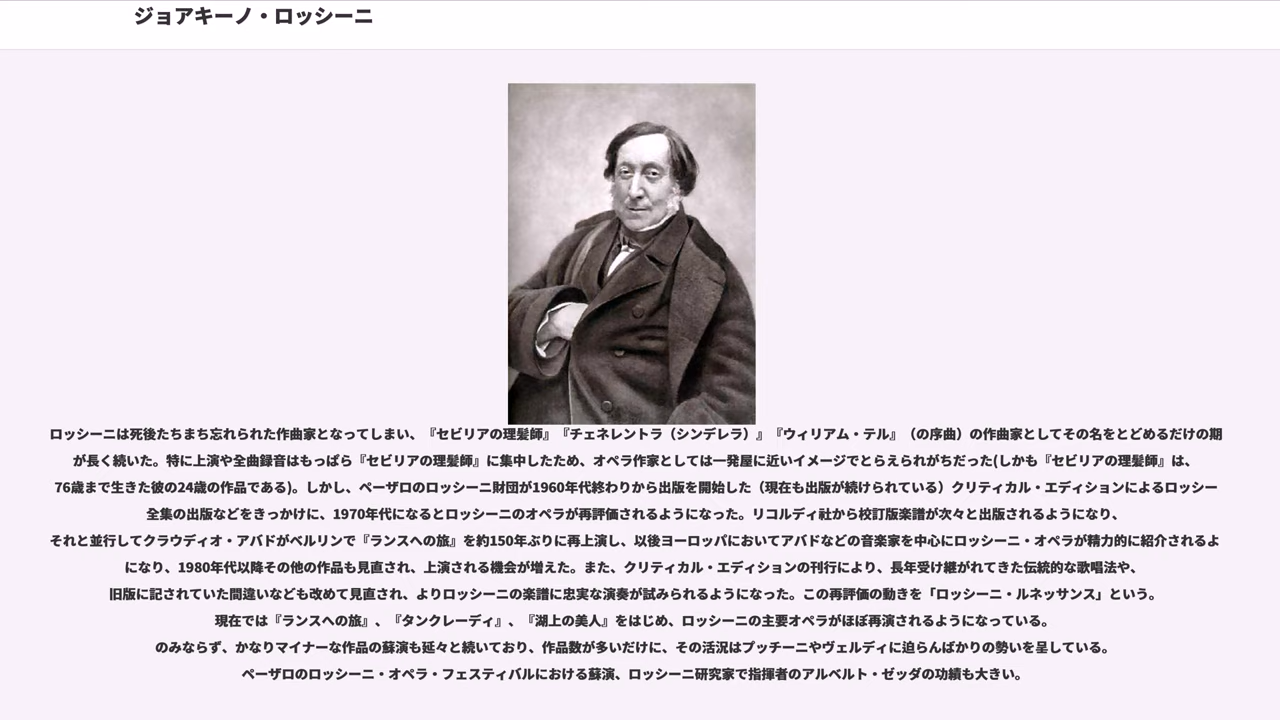 ジョアキーノ・ロッシーニ
ロッシーニは死後たちまち忘れられた作曲家となってしまい、『セビリアの理髪師』『チェネレントラ（シンデレラ）』『ウィリアム・テル』（の序曲）の作曲家としてその名をとどめるだけの期
が長く続いた。特に上演や全曲録音はもっぱら『セビリアの理髪師』に集中したため、オペラ作家としては一発屋に近いイメージでとらえられがちだった(しかも『セビリアの理髪師』は、
76歳まで生きた彼の24歳の作品である)。しかし、ペーザロのロッシーニ財団が1960年代終わりから出版を開始した（現在も出版が続けられている）クリティカル・エディションによるロッシー
全集の出版などをきっかけに、1970年代になるとロッシーニのオペラが再評価されるようになった。リコルディ社から校訂版楽譜が次々と出版されるようになり、
それと並行してクラウディオ・アバドがベルリンで『ランスへの旅』を約150年ぶりに再上演し、以後ヨーロッパにおいてアバドなどの音楽家を中心にロッシーニ・オペラが精力的に紹介されるよ
になり、1980年代以降その他の作品も見直され、上演される機会が増えた。また、クリティカル・エディションの刊行により、長年受け継がれてきた伝統的な歌唱法や、
旧版に記されていた間違いなども改めて見直され、よりロッシーニの楽譜に忠実な演奏が試みられるようになった。この再評価の動きを「ロッシーニ・ルネッサンス」という。
現在では『ランスへの旅』、『タンクレーディ』、『湖上の美人』をはじめ、ロッシーニの主要オペラがほぼ再演されるようになっている。
のみならず、かなりマイナーな作品の蘇演も延々と続いており、作品数が多いだけに、その活況はプッチーニやヴェルディに迫らんばかりの勢いを呈している。
ペーザロのロッシーニ・オペラ・フェスティバルにおける蘇演、ロッシーニ研究家で指揮者のアルベルト・ゼッダの功績も大きい。